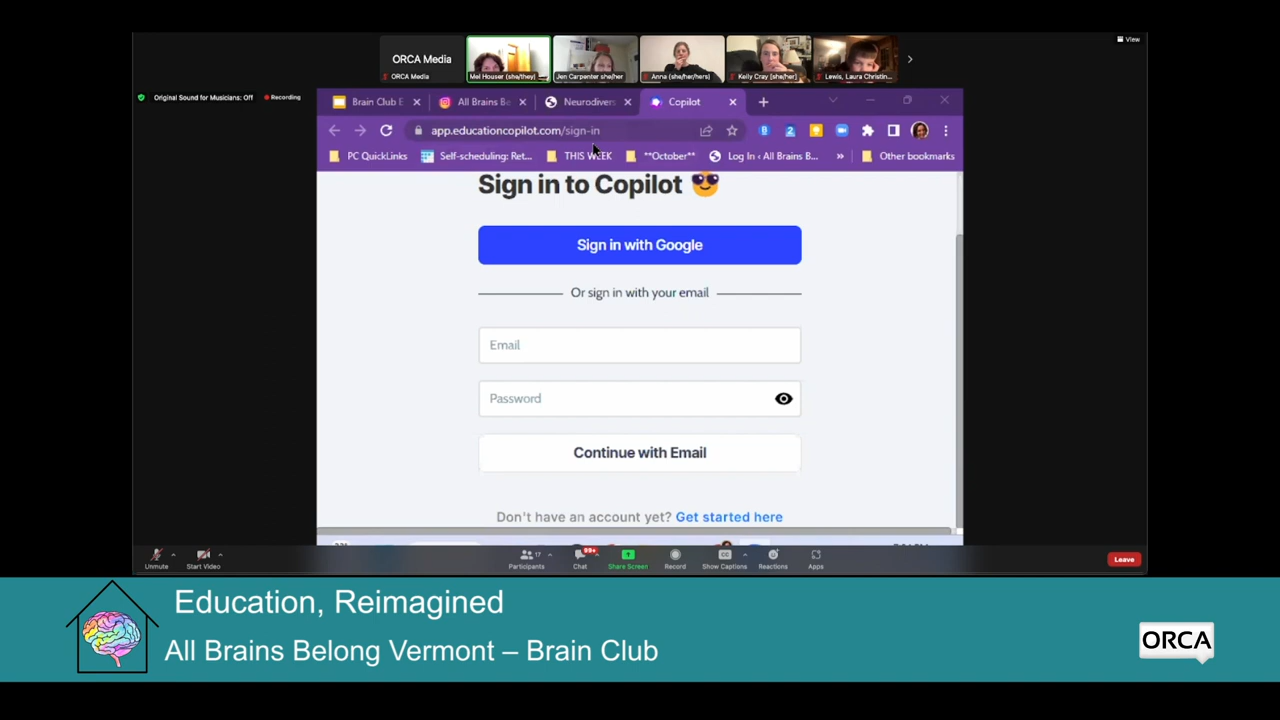 ORCA Media
ORCA Media
Mel Houser (she/they)
Jen Carpenter she/her
Anna (she/her/hers)
Kelly Cray [she/her]
Lewis, Laura Christin...
View
Original Sound for Musicians: Off
Recording
Brain Club E
All Brains Be
Neurodivers
Copilot
app.educationcopilot.com/sign-in
PC QuickLinks
Self-scheduling: Ret...
THIS WEEK
**October**
Log In ‹ All Brains B...
»
Other bookmarks
Sign in to Copilot 😎
Sign in with Google
Or sign in with your email
Email
Password
Continue with Email
Don't have an account yet? Get started here
Unmute
Start Video
17
Participants
99+
Chat
Share Screen
Record
CC
Show Captions
Reactions
Apps
Leave
Education, Reimagined
All Brains Belong Vermont – Brain Club
ORCA